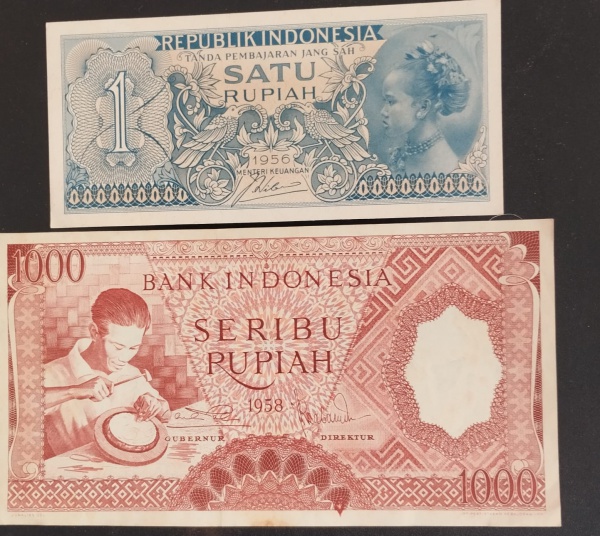 REPUBLIK INDONESIA
TANDA PEMBAJARAN JANG SAH
SATU
RUPIAH
1
1956
MENTERI KEUANGAN
1000
BANK INDONESIA
SERIBU
RUPIAH
1958
GUBERNUR DIREKTUR
1000